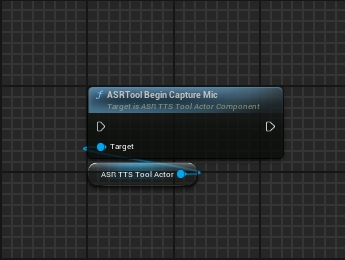 ASRTool Begin Capture Mic
Target is ASR TTS Tool Actor Component
Target
ASR TTS Tool Actor